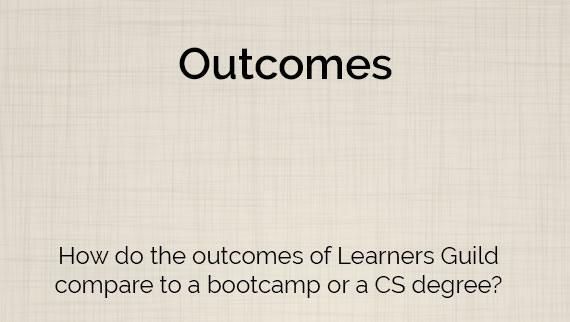 Outcomes
How do the outcomes of Learners Guild
compare to a bootcamp or a CS degree?